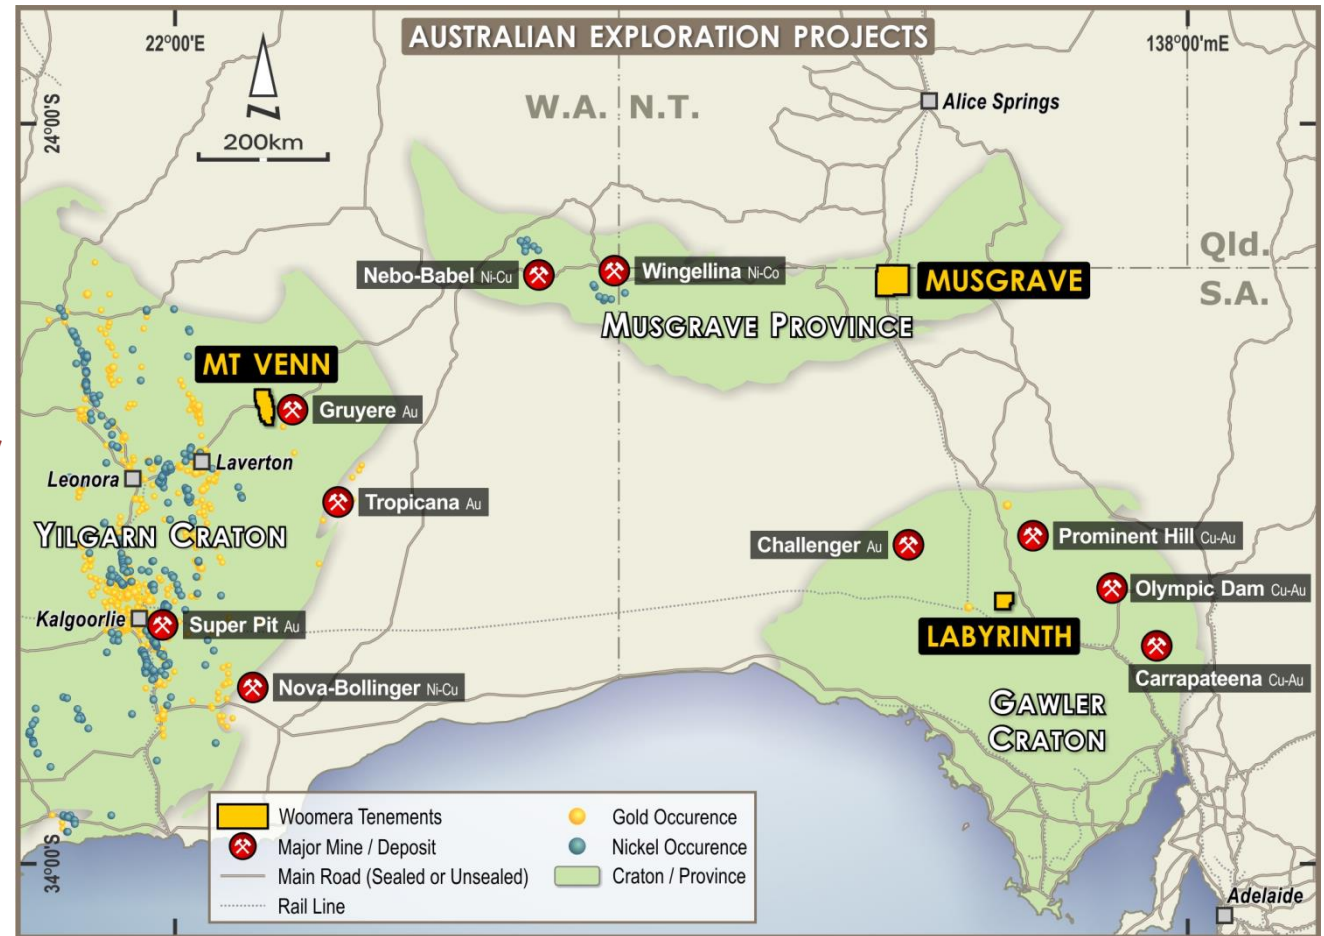 AUSTRALIAN EXPLORATION PROJECTS
22°00'E
138°00'mE
24°00'S
Z
200km
W.A.
N.T.
Alice Springs
Qld.
S.A.
Nebo-Babel Ni-Cu
Wingellina Ni-Co
MUSGRAVE
MUSGRAVE PROVINCE
MT VENN
Gruyere Au
Laverton
Leonora
Tropicana Au
YILGARN CRATON
Challenger Au
Prominent Hill Cu-Au
Olympic Dam Cu-Au
Kalgoorlie
Super Pit Au
LABYRINTH
Carrapateena Cu-Au
Nova-Bollinger Ni-Cu
GAWLER
CRATON
Woomera Tenements
Major Mine / Deposit
Main Road (Sealed or Unsealed)
Rail Line
Gold Occurence
Nickel Occurence
Craton / Province
34°00'S
Adelaide